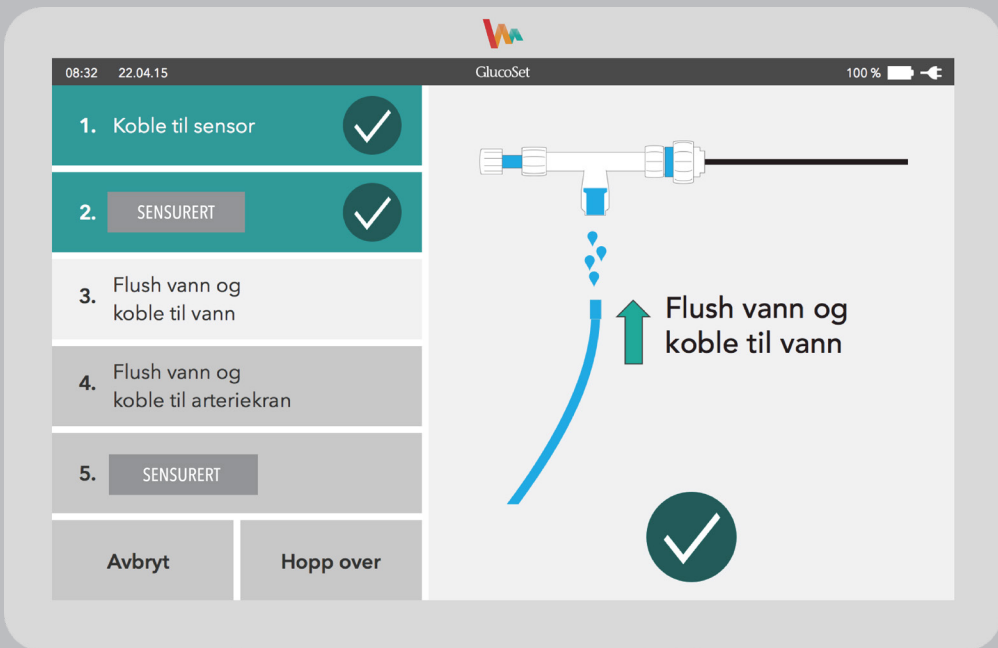 08:32 22.04.15 GlucoSet 100 %
1. Koble til sensor
2. SENSURERT
3. Flush vann og
koble til vann
4. Flush vann og
koble til arteriekran
5. SENSURERT
Avbryt Hopp over
Flush vann og
koble til vann